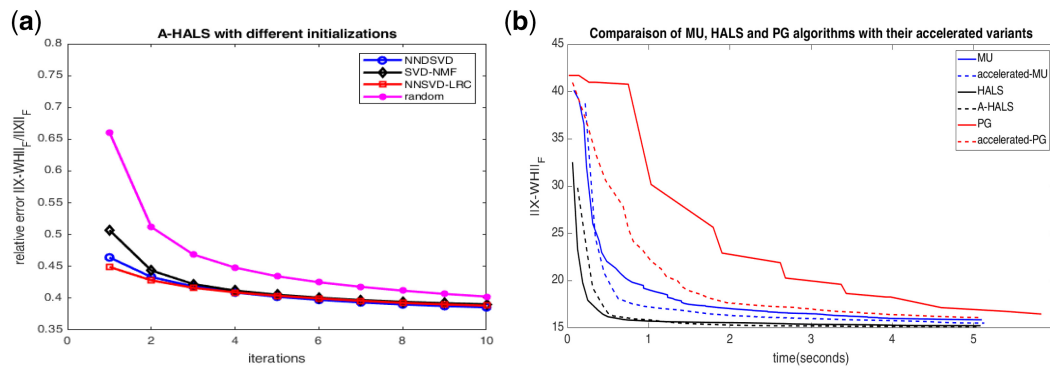 (a)
A-HALS with different initializations
relative error ||X-WH||F/||X||F
0.8
0.75
0.7
0.65
0.6
0.55
0.5
0.45
0.4
0.35
0 2 4 6 8 10
iterations
NNDSVD
SVD-NMF
NNSVD-LRC
random
(b)
Comparaison of MU, HALS and PG algorithms with their accelerated variants
||X-WH||F
45
40
35
30
25
20
15
0 1 2 3 4 5
time(seconds)
MU
accelerated-MU
HALS
A-HALS
PG
accelerated-PG